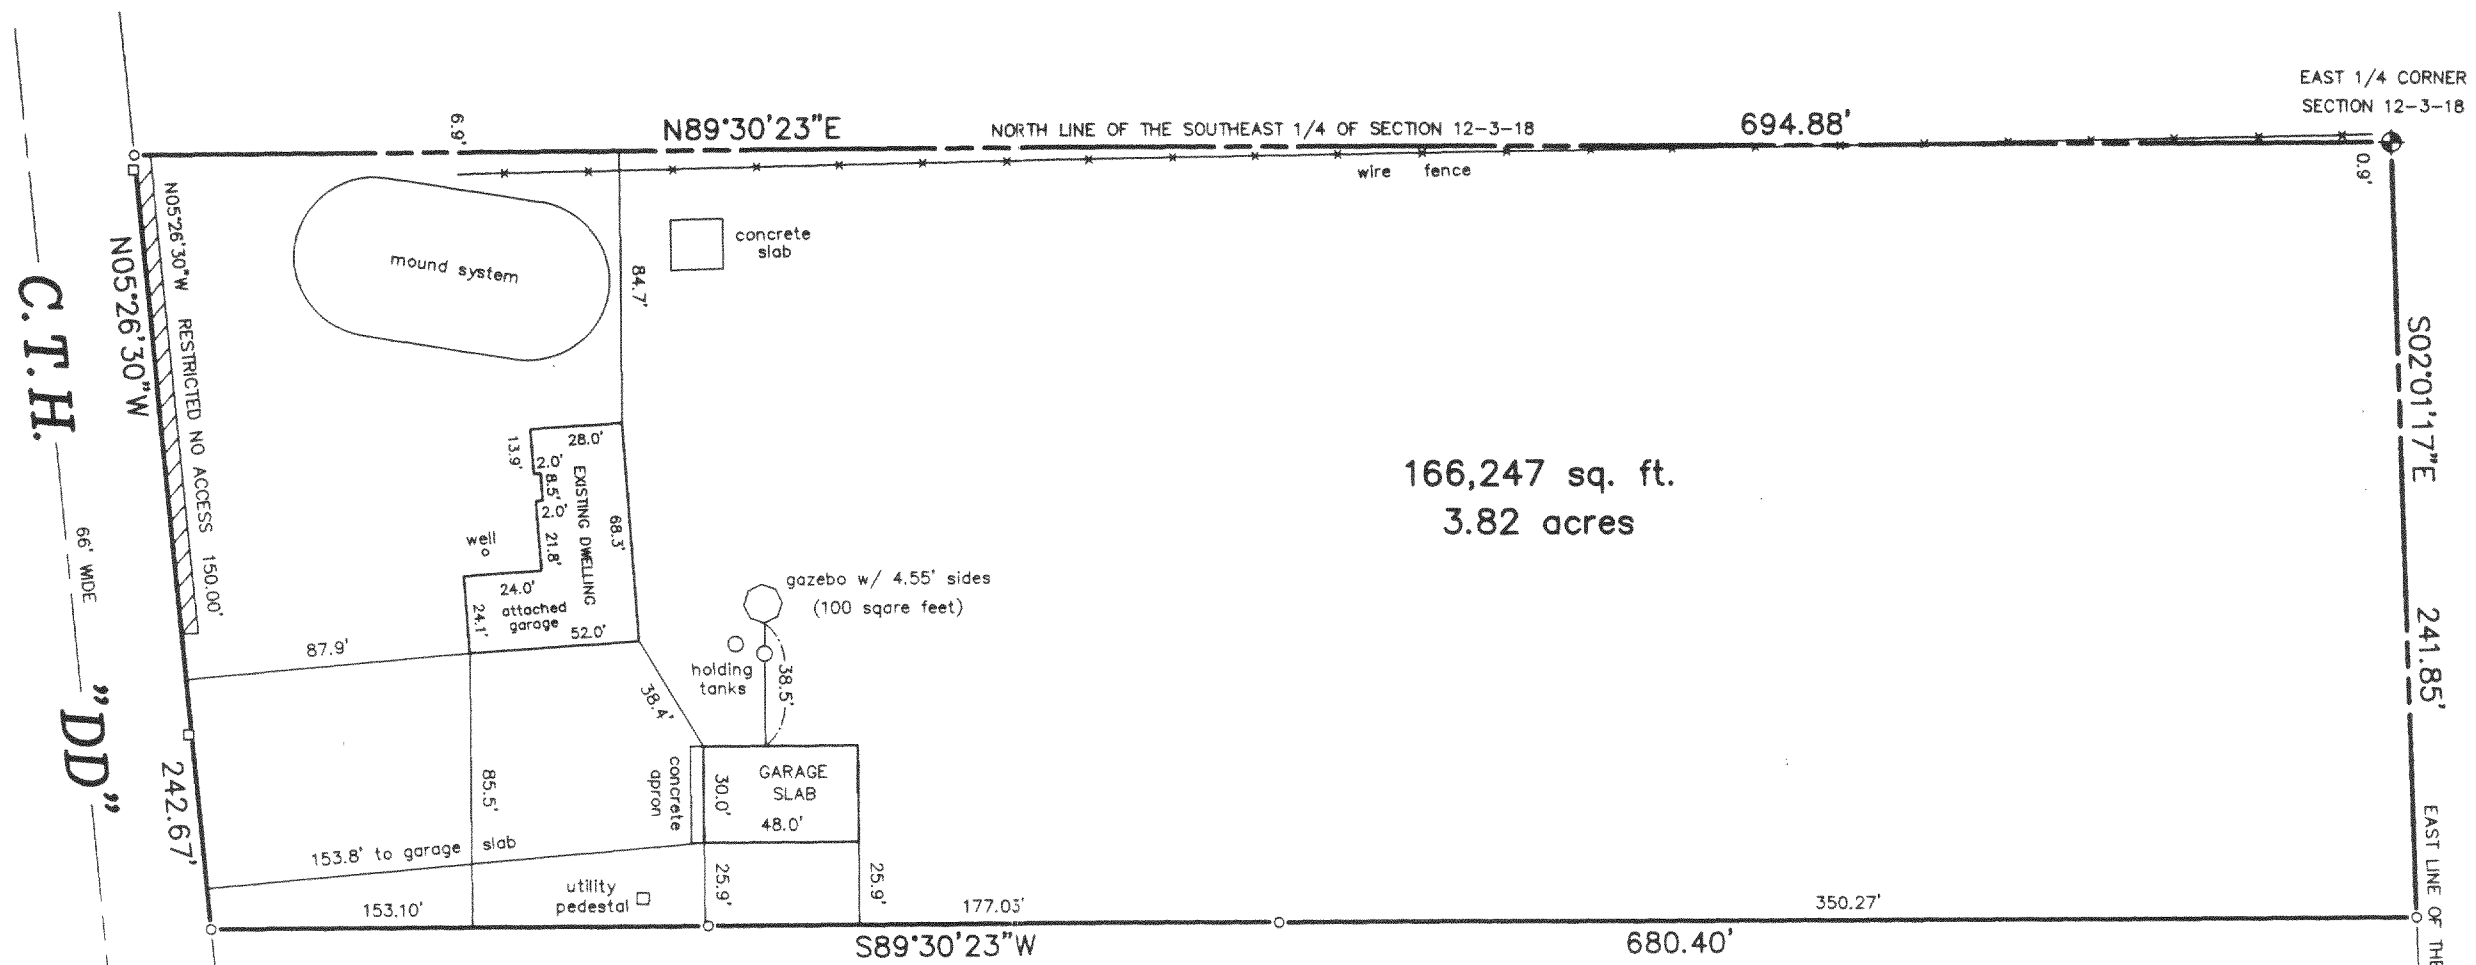 EAST 1/4 CORNER
SECTION 12-3-18
6.9'
N89°30'23"E
NORTH LINE OF THE SOUTHEAST 1/4 OF SECTION 12-3-18
694.88'
wire fence
0.9'
N05°26'30"W RESTRICTED NO ACCESS 150.00'
N05°26'30"W
242.67'
C.T.H. "DD"
66' WIDE
mound system
concrete
slab
84.7'
S02°01'17"E
241.85'
28.0'
13.9'
2.0'
8.5'
2.0'
21.8'
EXISTING DWELLING
68.3'
well
24.0'
attached
garage
24.1'
52.0'
166,247 sq. ft.
3.82 acres
gazebo w/ 4.55' sides
(100 sqare feet)
87.9'
holding
tanks
38.5'
38.4'
85.5'
concrete
apron
30.0'
GARAGE
SLAB
48.0'
153.8' to garage slab
utility
pedestal
25.9'
25.9'
153.10'
177.03'
350.27'
S89°30'23"W
680.40'
EAST LINE OF THE